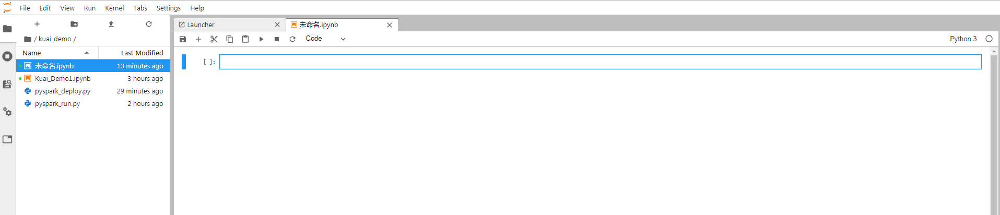 File Edit View Run Kernel Tabs Settings Help
/ kuai_demo /
Name Last Modified
未命名.ipynb 13 minutes ago
Kuai_Demo1.ipynb 3 hours ago
pyspark_deploy.py 29 minutes ago
pyspark_run.py 2 hours ago
Launcher 未命名.ipynb
Code Python 3
[ ]: